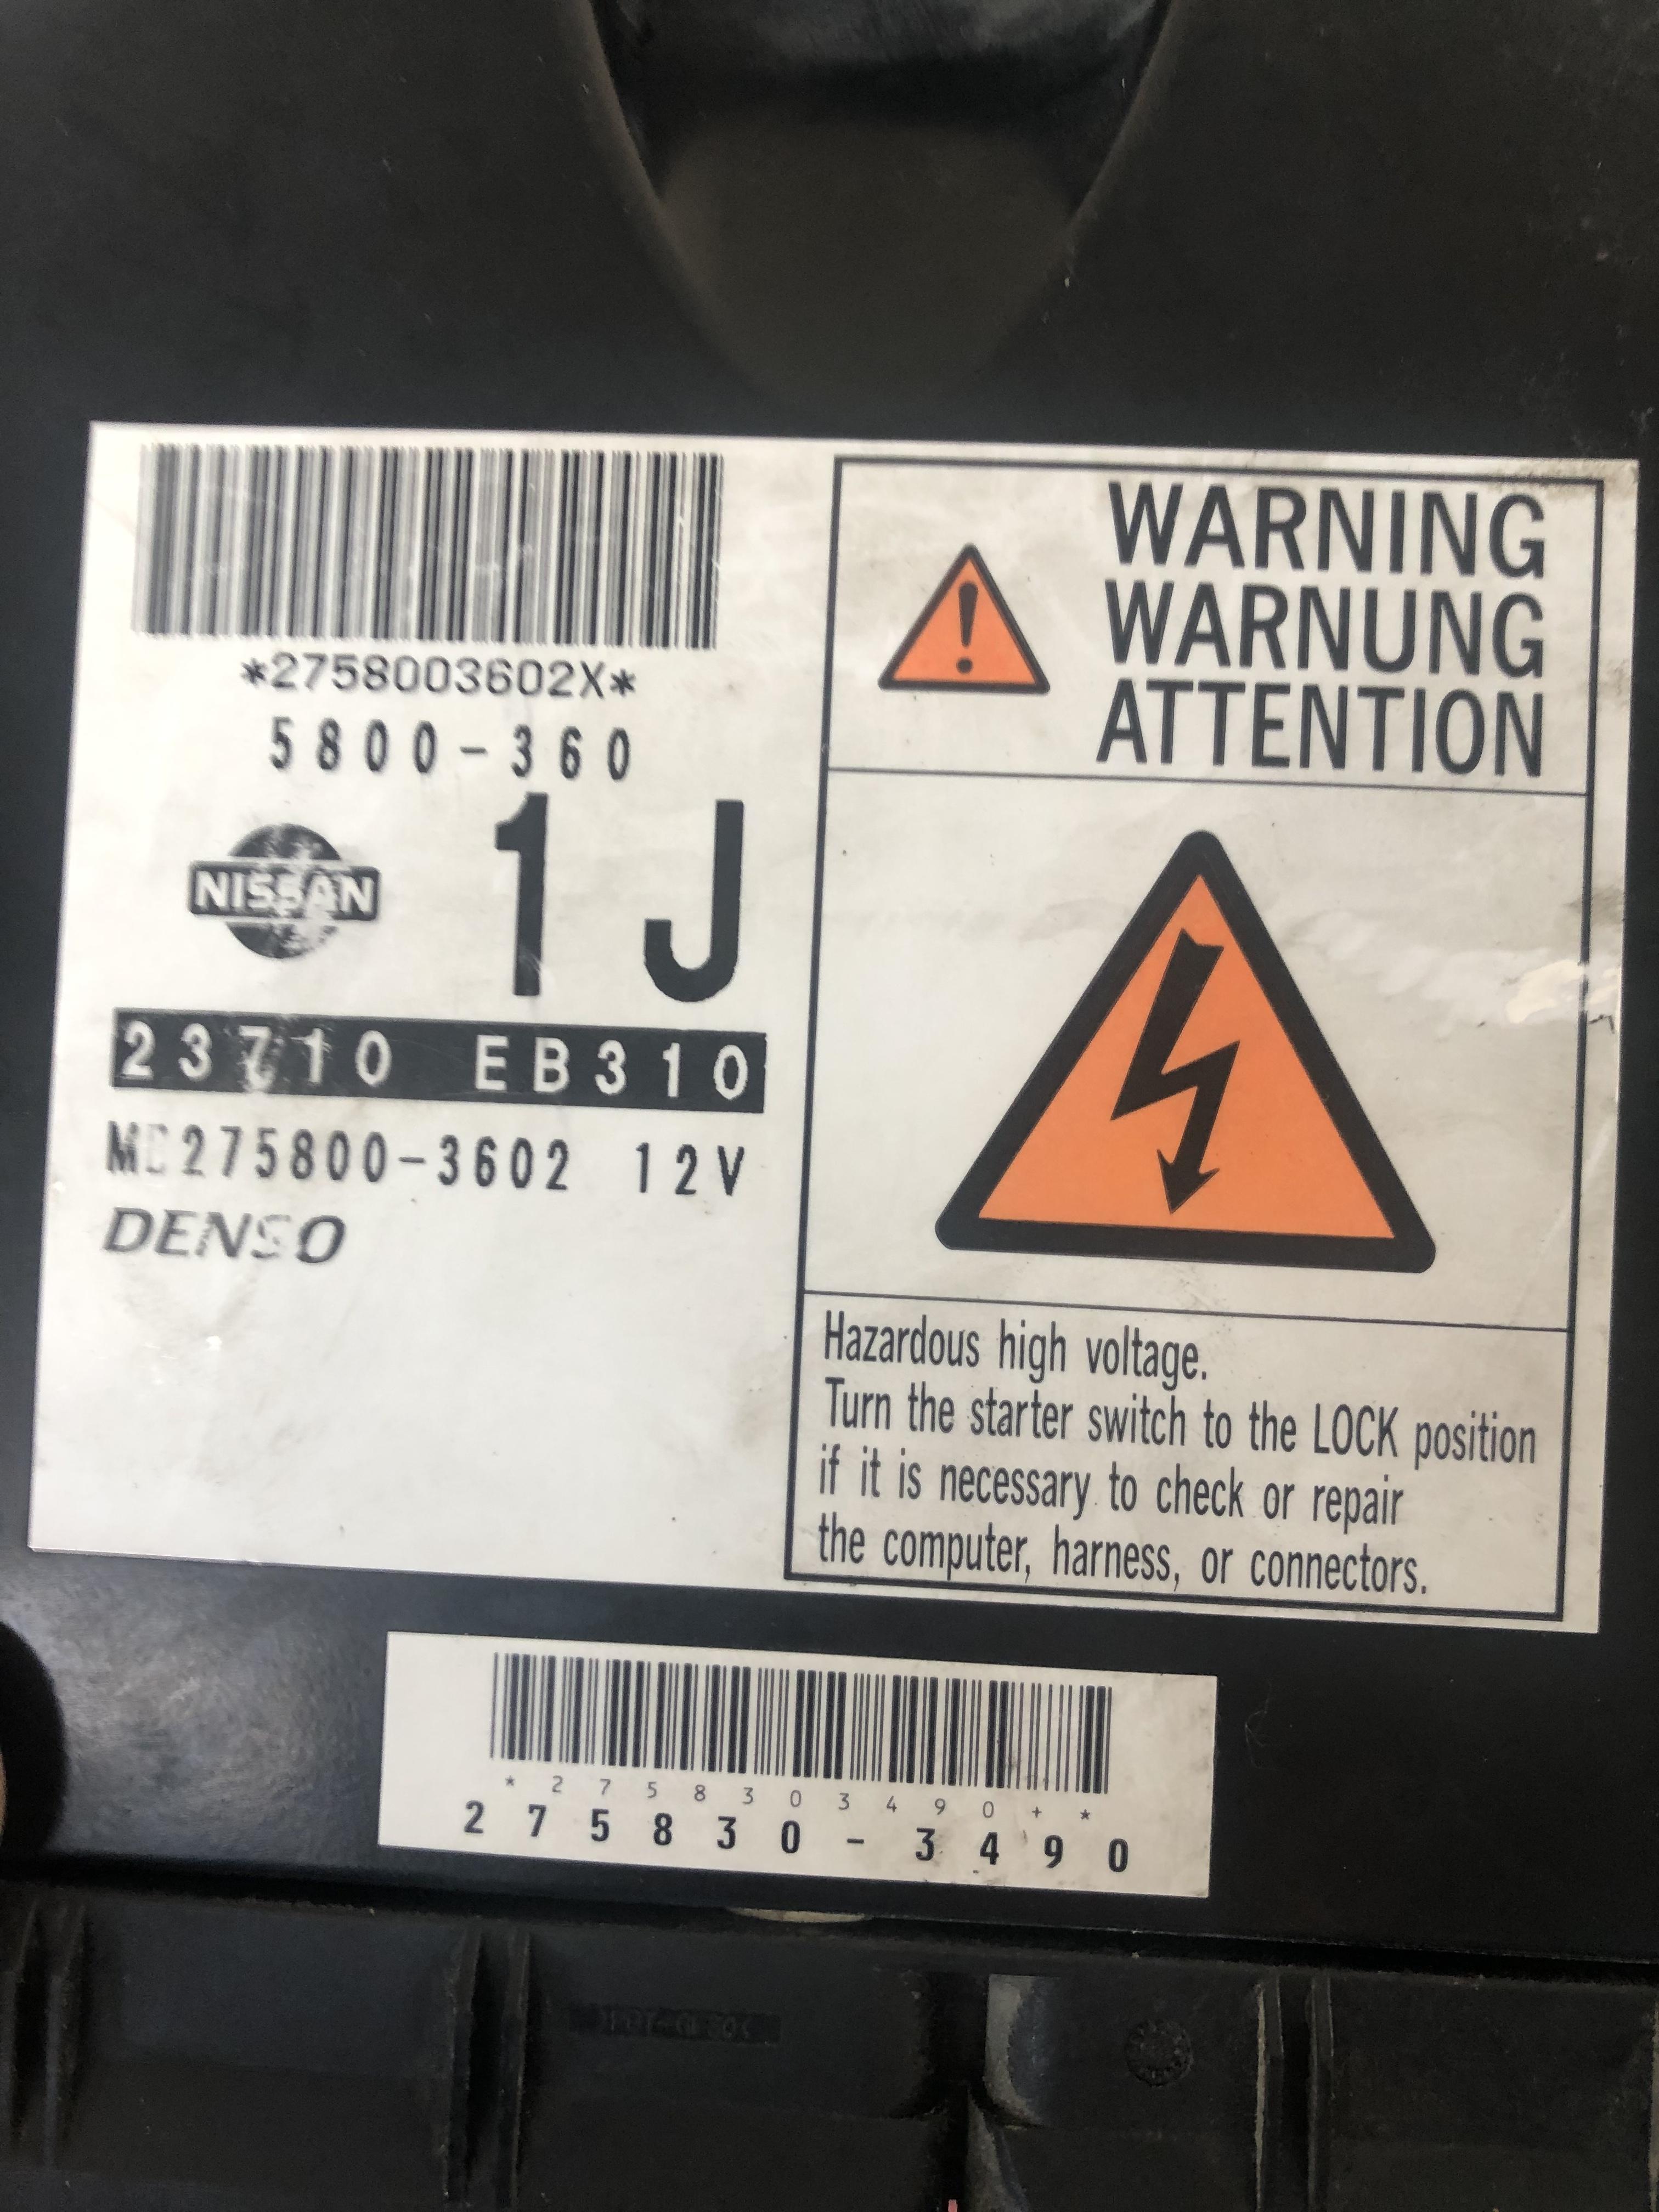 *2758003602X*
5800-360
NISSAN
1J
23710 EB310
275800-3602 12V
DENSO
WARNING
WARNUNG
ATTENTION
Hazardous high voltage.
Turn the starter switch to the LOCK position
if it is necessary to check or repair
the computer, harness, or connectors.
*2758303490+*
275830-3490